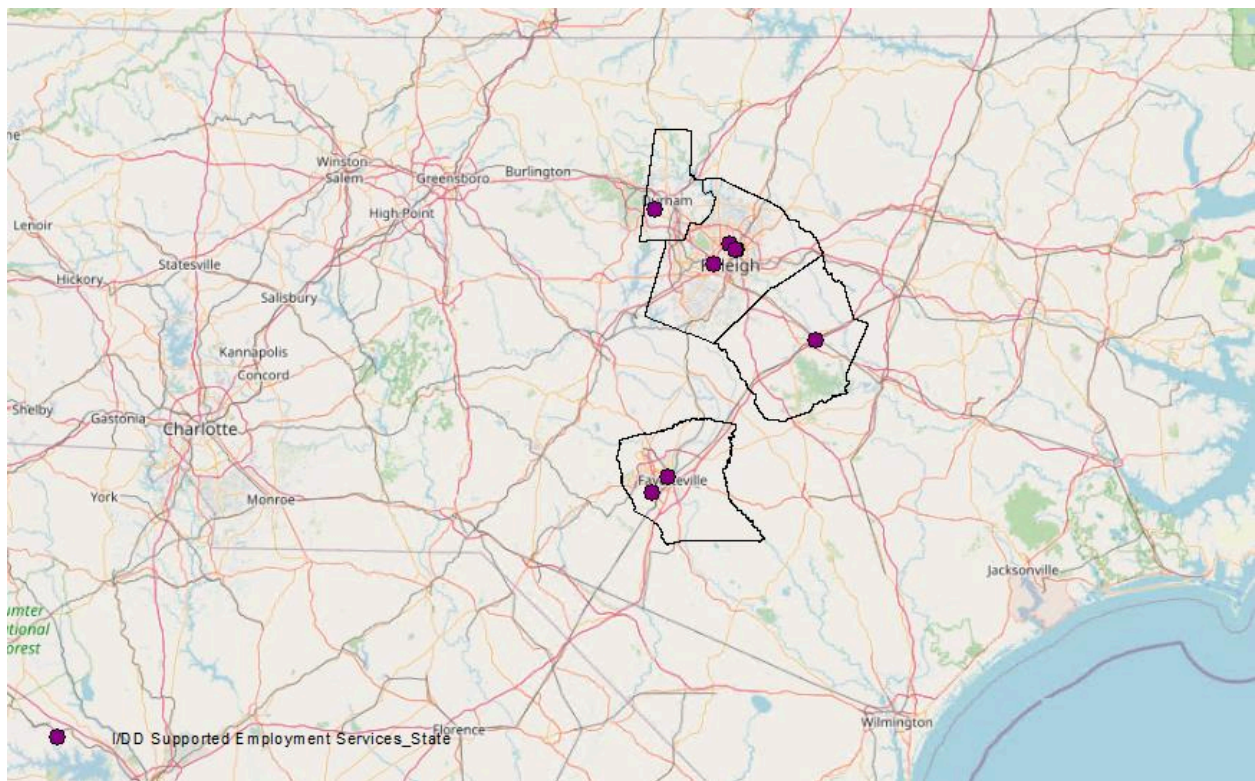 Winston-
Salem
Greensboro
Burlington
High Point
Lenoir
Statesville
Hickory
Salisbury
Kannapolis
Concord
Shelby
Gastonia
Charlotte
York
Monroe
Jacksonville
Wilmington
Florence
I/DD Supported Employment Services_State